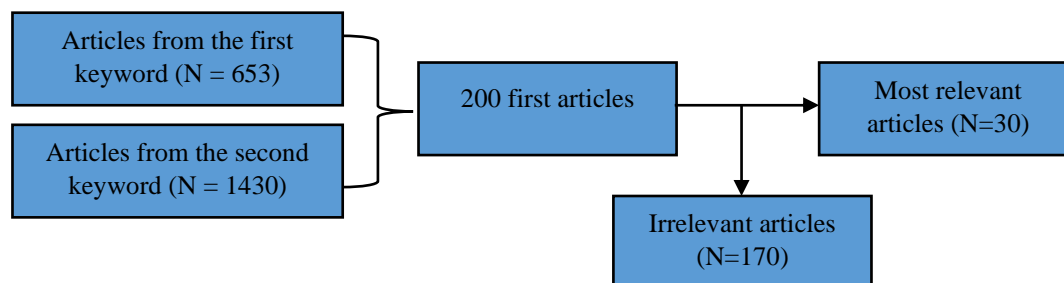 Articles from the first
keyword (N = 653)
Articles from the second
keyword (N = 1430)
200 first articles
Most relevant
articles (N=30)
Irrelevant articles
(N=170)